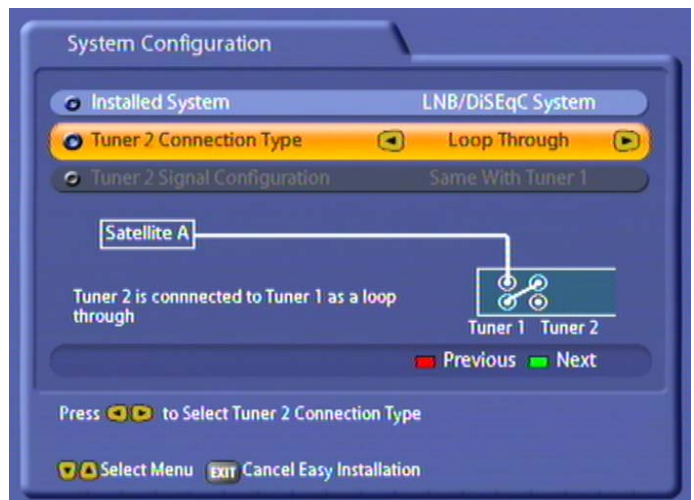 System Configuration
Installed System LNB/DiSEqC System
Tuner 2 Connection Type Loop Through
Tuner 2 Signal Configuration Same With Tuner 1
Satellite A
Tuner 2 is connnected to Tuner 1 as a loop
through
Tuner 1 Tuner 2
Previous Next
Press to Select Tuner 2 Connection Type
Select Menu EXIT Cancel Easy Installation